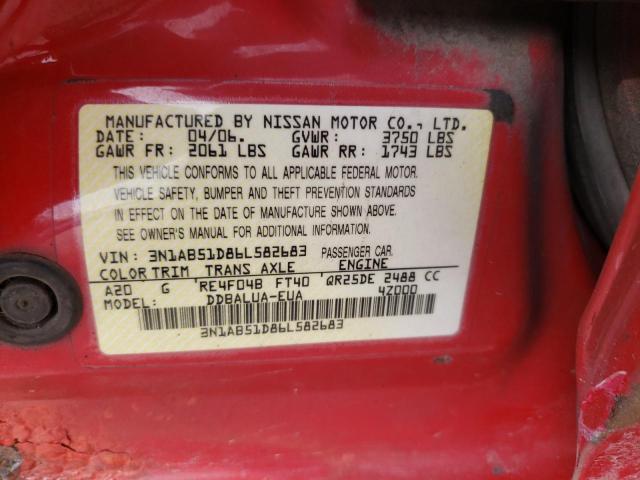 MANUFACTURED BY NISSAN MOTOR CO., LTD.
DATE: 04/06. GVWR: 3750 LBS
GAWR FR: 2061 LBS GAWR RR: 1743 LBS
THIS VEHICLE CONFORMS TO ALL APPLICABLE FEDERAL MOTOR.
VEHICLE SAFETY, BUMPER AND THEFT PREVENTION STANDARDS
IN EFFECT ON THE DATE OF MANUFACTURE SHOWN ABOVE.
SEE OWNER'S MANUAL FOR ADDITIONAL INFORMATION.
VIN: 3N1AB51D86L582683 PASSENGER CAR.
COLOR TRIM TRANS AXLE ENGINE
A20 G RE4F04B FT40 QR25DE 2488 CC
MODEL: DDBALUA-EUA 4Z000
3N1AB51D86L582683